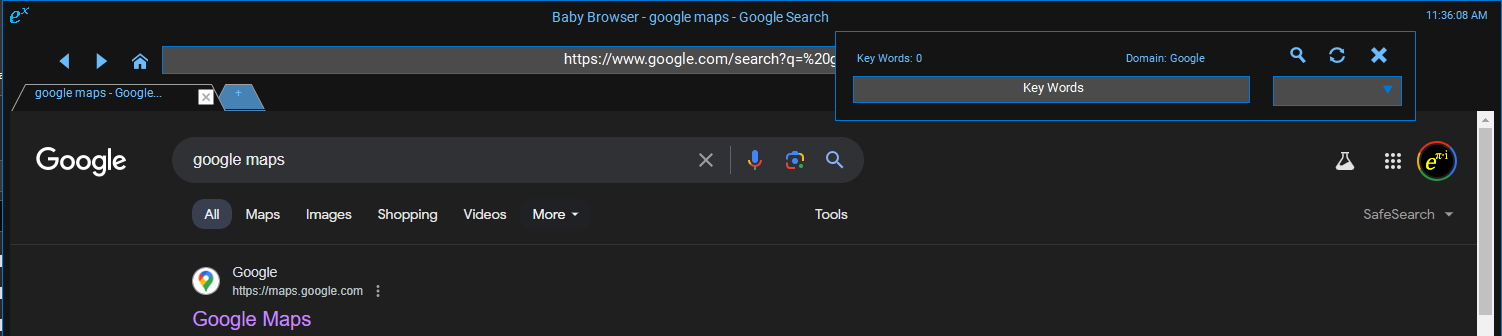 eˣ
Baby Browser - google maps - Google Search
11:36:08 AM
https://www.google.com/search?q=%20g
Key Words: 0
Domain: Google
Key Words
google maps - Google...
+
Google
google maps
e^π·i
All Maps Images Shopping Videos More Tools
SafeSearch
Google
https://maps.google.com
Google Maps